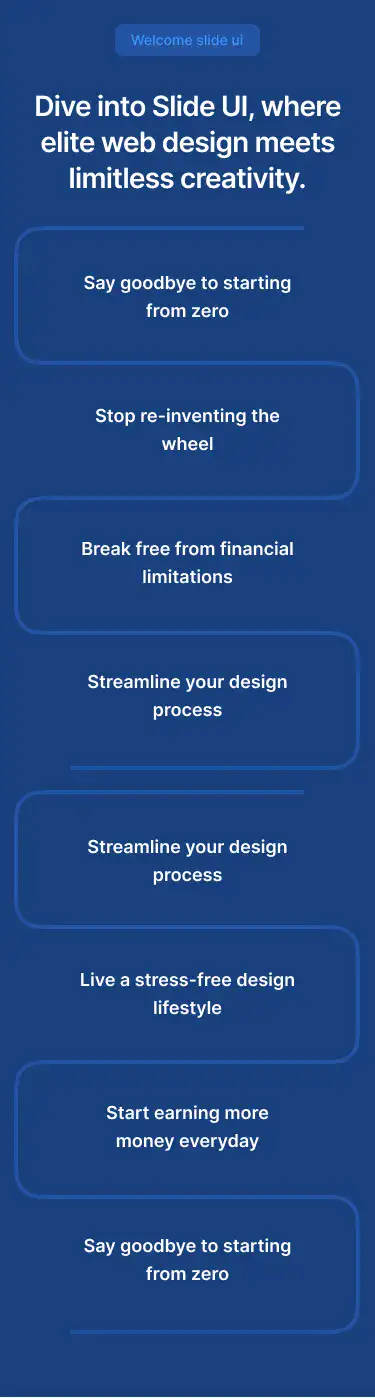 Welcome slide ui
Dive into Slide UI, where
elite web design meets
limitless creativity.
Say goodbye to starting
from zero
Stop re-inventing the
wheel
Break free from financial
limitations
Streamline your design
process
Streamline your design
process
Live a stress-free design
lifestyle
Start earning more
money everyday
Say goodbye to starting
from zero